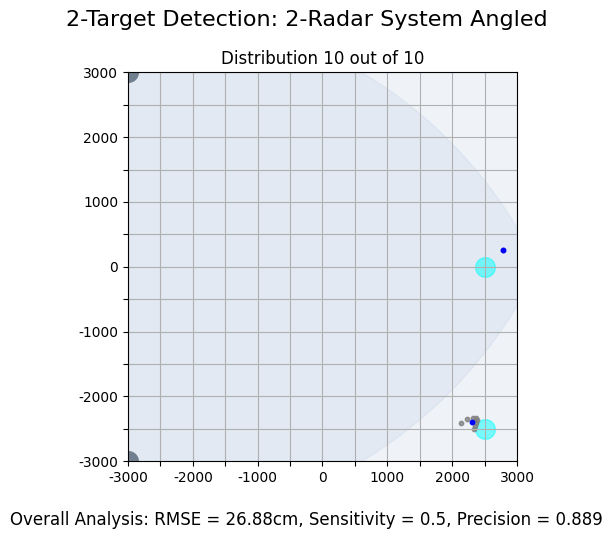 2-Target Detection: 2-Radar System Angled
Distribution 10 out of 10
3000
2000
1000
0
-1000
-2000
-3000
-3000 -2000 -1000 0 1000 2000 3000
Overall Analysis: RMSE = 26.88cm, Sensitivity = 0.5, Precision = 0.889